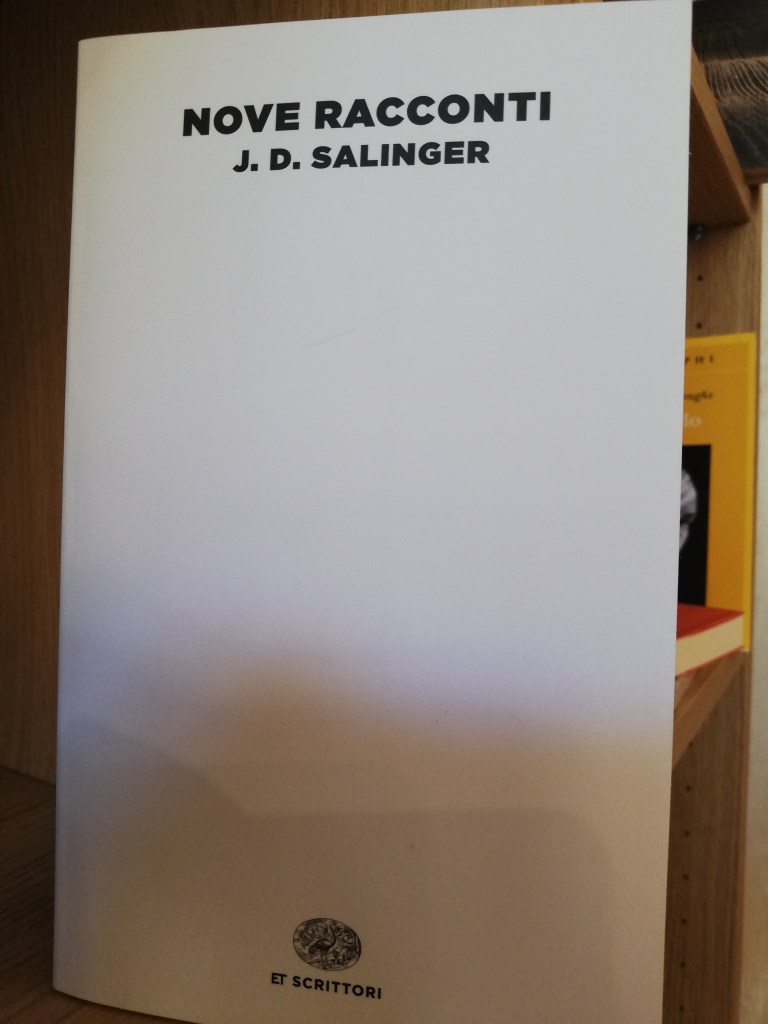 NOVE RACCONTI
J. D. SALINGER
ET SCRITTORI